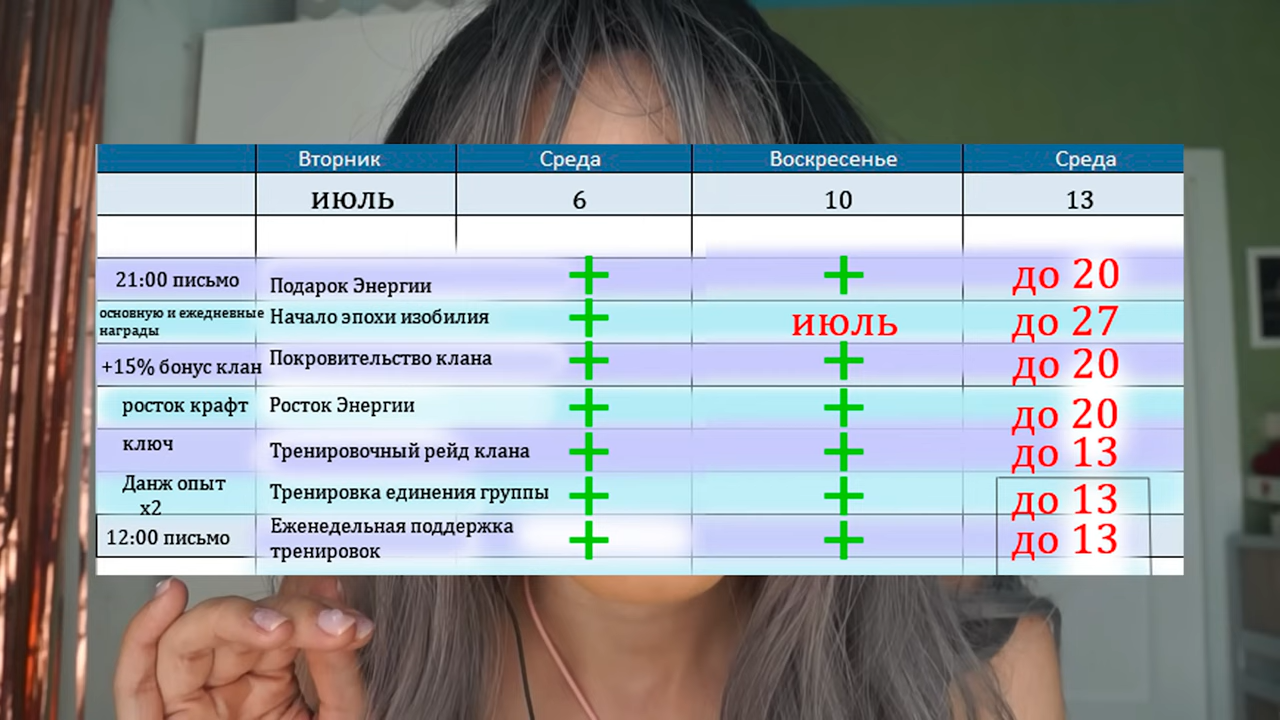 Вторник Среда Воскресенье Среда
июль 6 10 13
21:00 письмо Подарок Энергии + + до 20
основную и ежедневные
награды
Начало эпохи изобилия + июль до 27
+15% бонус клан Покровительство клана + + до 20
росток крафт Росток Энергии + + до 20
ключ Тренировочный рейд клана + + до 13
Данж опыт
х2
Тренировка единения группы + + до 13
12:00 письмо
Еженедельная поддержка
тренировок
+ + до 13